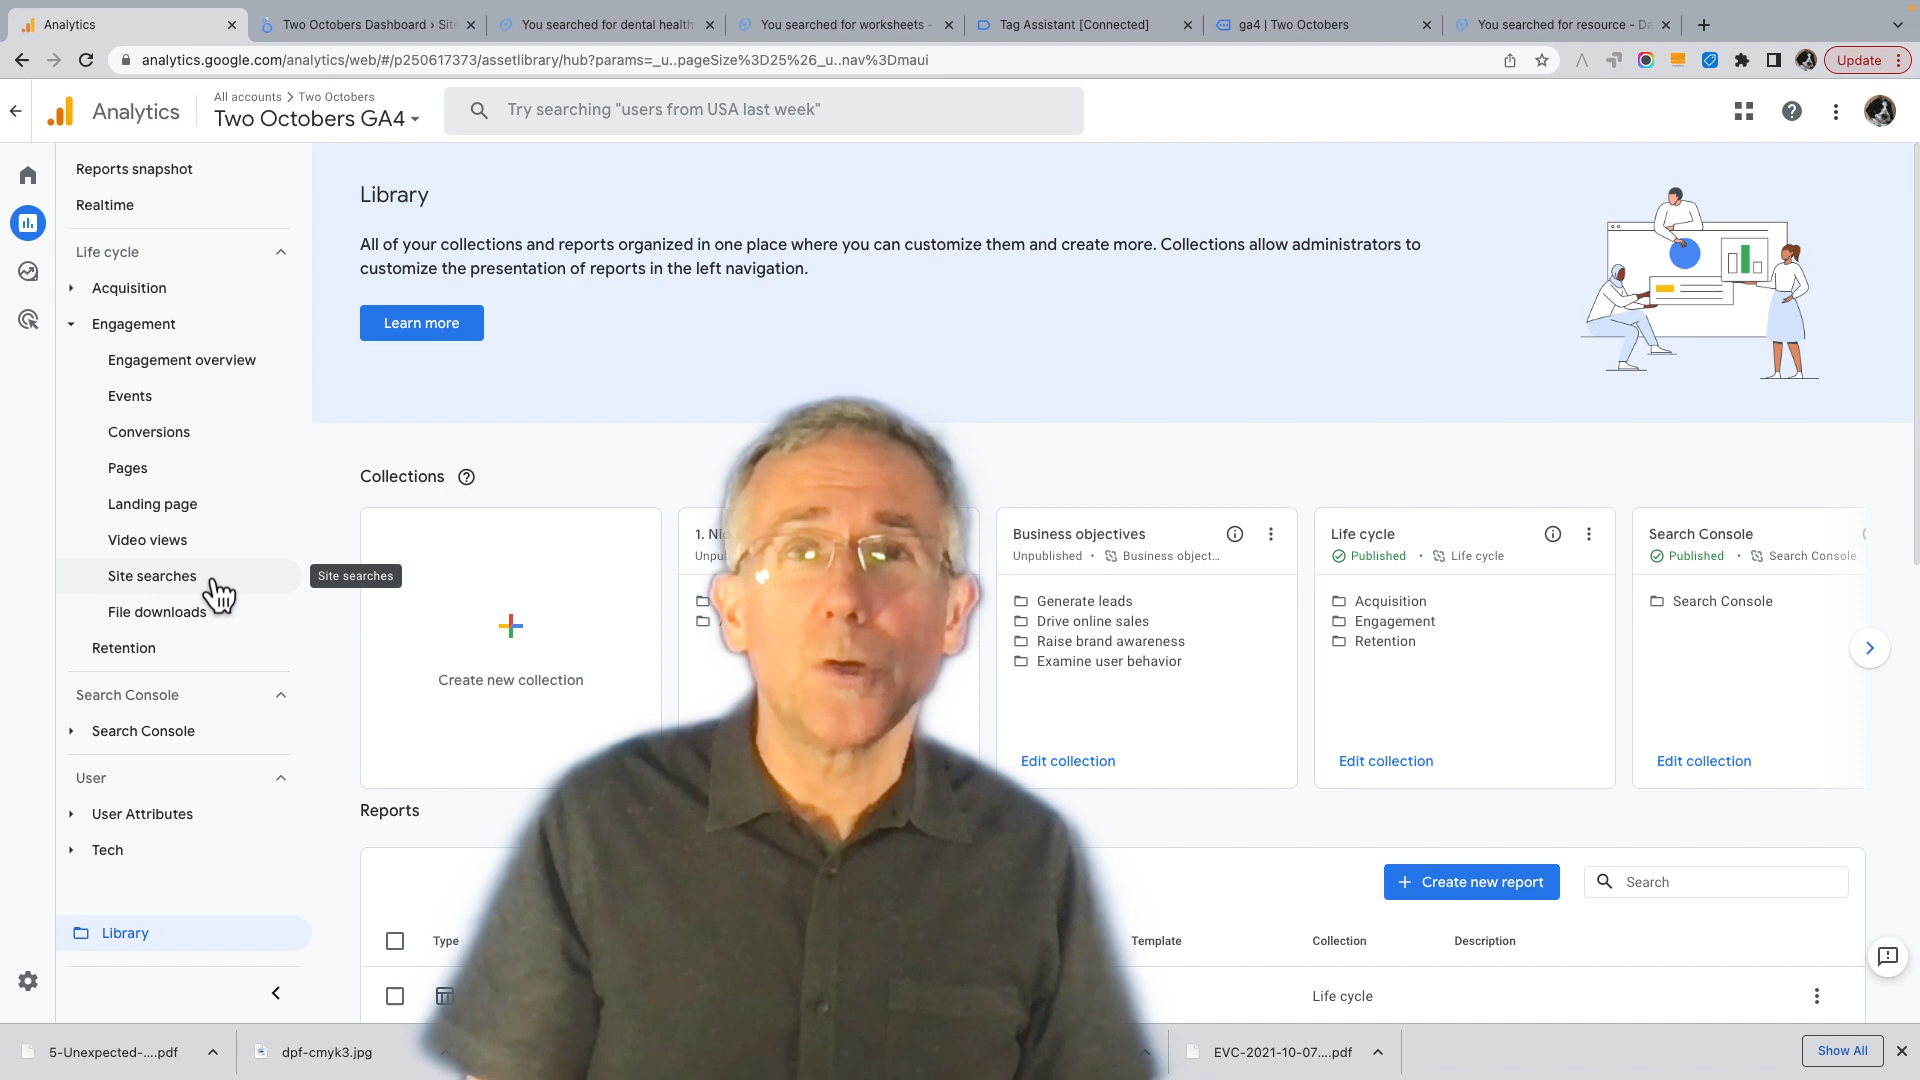 Analytics
Two Octobers Dashboard › Site
You searched for dental health
You searched for worksheets -
Tag Assistant [Connected]
ga4 | Two Octobers
You searched for resource - Da
analytics.google.com/analytics/web/#/p250617373/assetlibrary/hub?params=_u..pageSize%3D25%26_u..nav%3Dmaui
Update
Analytics
All accounts > Two Octobers
Two Octobers GA4
Try searching "users from USA last week"
Reports snapshot
Realtime
Life cycle
Acquisition
Engagement
Engagement overview
Events
Conversions
Pages
Landing page
Video views
Site searches
File downloads
Retention
Search Console
Search Console
User
User Attributes
Tech
Library
Site searches
Library
All of your collections and reports organized in one place where you can customize them and create more. Collections allow administrators to
customize the presentation of reports in the left navigation.
Learn more
Collections
Create new collection
Business objectives
Unpublished • Business object...
Generate leads
Drive online sales
Raise brand awareness
Examine user behavior
Edit collection
Life cycle
Published • Life cycle
Acquisition
Engagement
Retention
Edit collection
Search Console
Published • Search Console
Search Console
Edit collection
Reports
+ Create new report
Search
Type
Template
Collection
Description
Life cycle
5-Unexpected-....pdf
dpf-cmyk3.jpg
EVC-2021-10-07....pdf
Show All